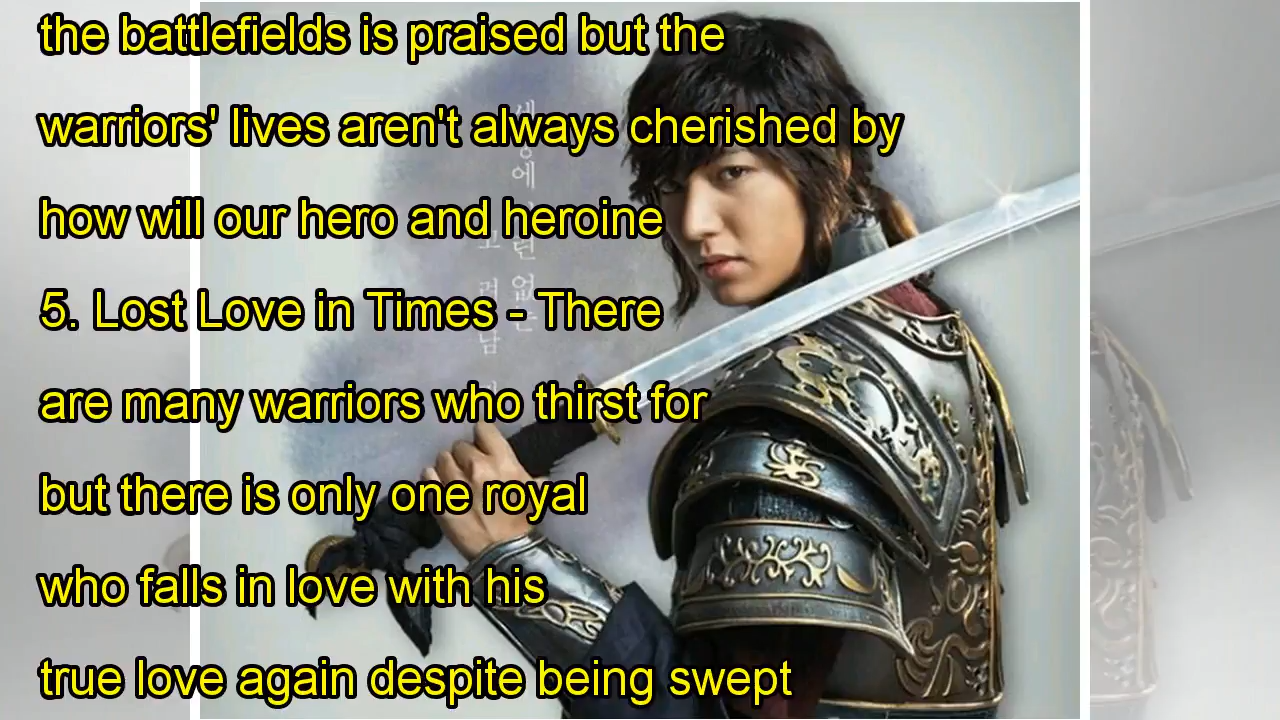 the battlefields is praised but the
warriors' lives aren't always cherished by
how will our hero and heroine
5. Lost Love in Times - There
are many warriors who thirst for
but there is only one royal
who falls in love with his
true love again despite being swept